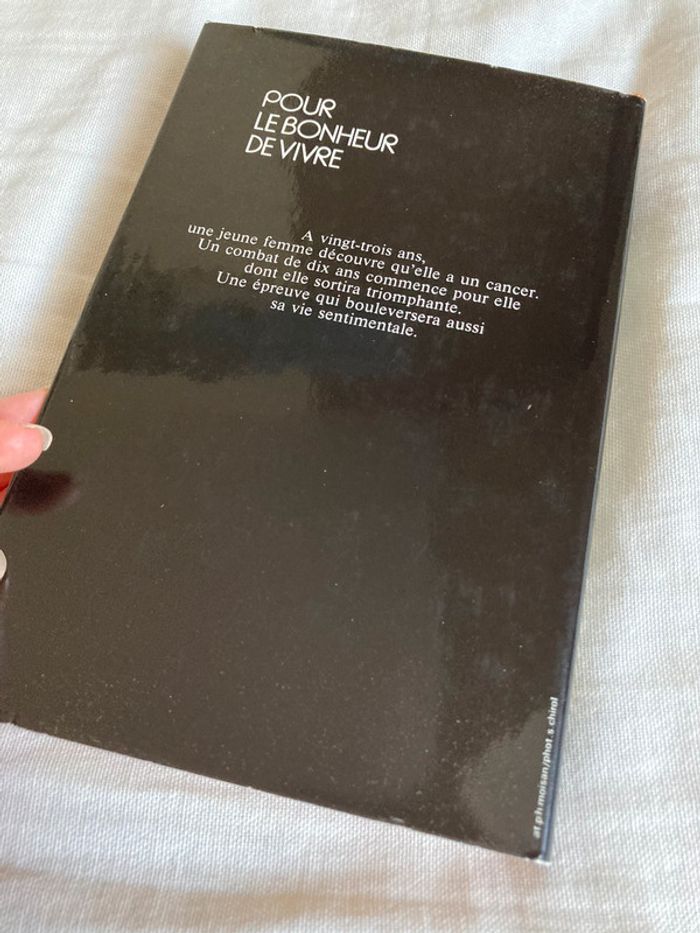 POUR
LE BONHEUR
DE VIVRE
A vingt-trois ans,
une jeune femme découvre qu'elle a un cancer.
Un combat de dix ans commence pour elle
dont elle sortira triomphante.
Une épreuve qui bouleversera aussi
sa vie sentimentale.
at.p.h.moisan/phot.s.chirol